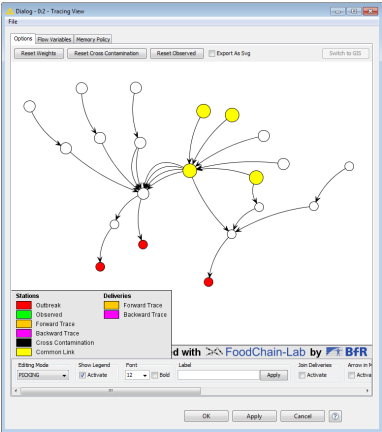 Dialog - 0:2 - Tracing View
File
Options Flow Variables Memory Policy
Reset Weights Reset Cross Contamination Reset Observed Export As Svg Switch to GIS
Stations Deliveries
Outbreak Forward Trace
Observed Backward Trace
Forward Trace
Backward Trace
Cross Contamination
Common Link
d with FoodChain-Lab by BfR
Editing Mode Show Legend Font Label Join Deliveries Arrow in M
PICKING Activate 12 Bold Apply Activate Activa
OK Apply Cancel ?